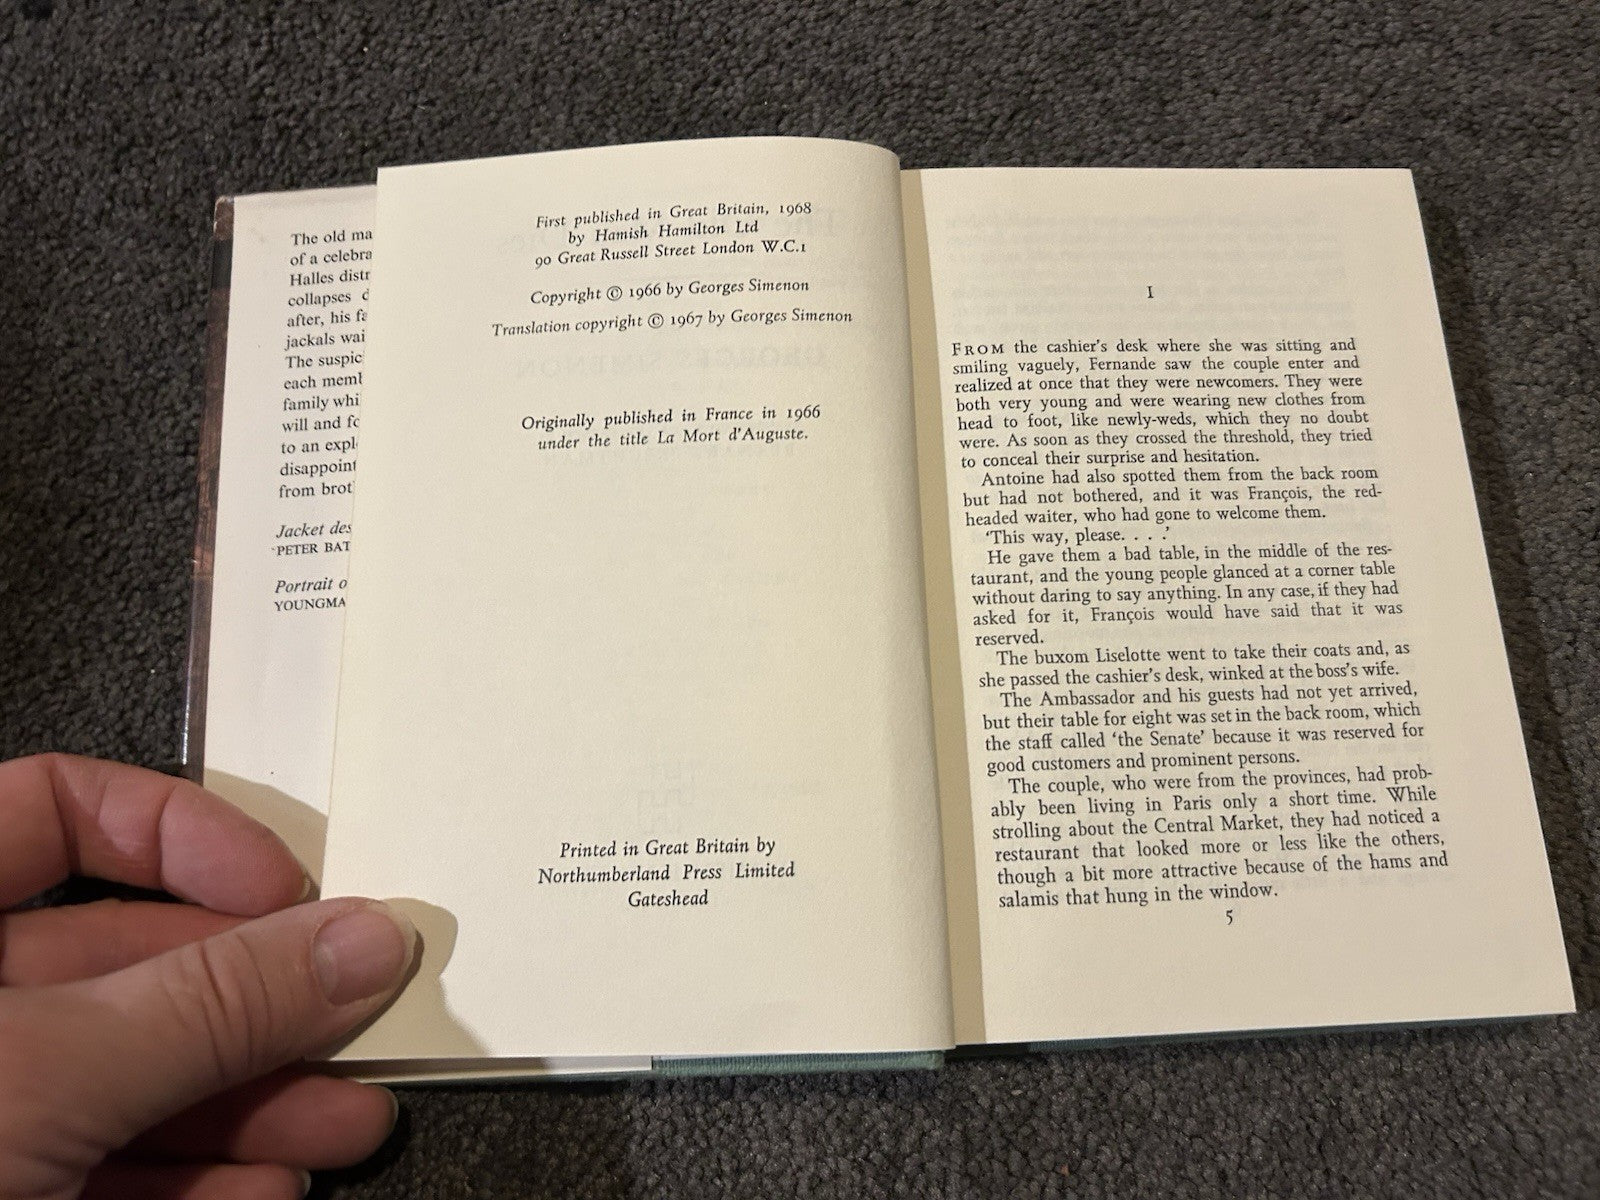 The old
of a
Halles
collapses
after, his
jackals
The
each
family
will and
to an
from
Jacket
PETER
Portrait
First published in Great Britain, 1968
by Hamish Hamilton Ltd
90 Great Russell Street London W.C.1
Copyright © 1966 by Georges Simenon
Translation copyright © 1967 by Georges Simenon
Originally published in France in 1966
under the title La Mort d'Auguste.
Printed in Great Britain by
Northumberland Press Limited
Gateshead
I
FROM the cashier's desk where she was sitting and
smiling vaguely, Fernande saw the couple enter and
realized at once that they were newcomers. They were
both very young and were wearing new clothes from
head to foot, like newly-weds, which they no doubt
were. As soon as they crossed the threshold, they tried
to conceal their surprise and hesitation.
Antoine had also spotted them from the back room
but had not bothered, and it was François, the red-
headed waiter, who had gone to welcome them.
'This way, please. . . .'
He gave them a bad table, in the middle of the res-
taurant, and the young people glanced at a corner table
without daring to say anything. In any case, if they had
asked for it, François would have said that it was
reserved.
The buxom Liselotte went to take their coats and, as
she passed the cashier's desk, winked at the boss's wife.
The Ambassador and his guests had not yet arrived,
but their table for eight was set in the back room, which
the staff called 'the Senate' because it was reserved for
good customers and prominent persons.
The couple, who were from the provinces, had prob-
ably been living in Paris only a short time. While
strolling about the Central Market, they had noticed a
restaurant that looked more or less like the others,
though a bit more attractive because of the hams and
salamis that hung in the window.
5